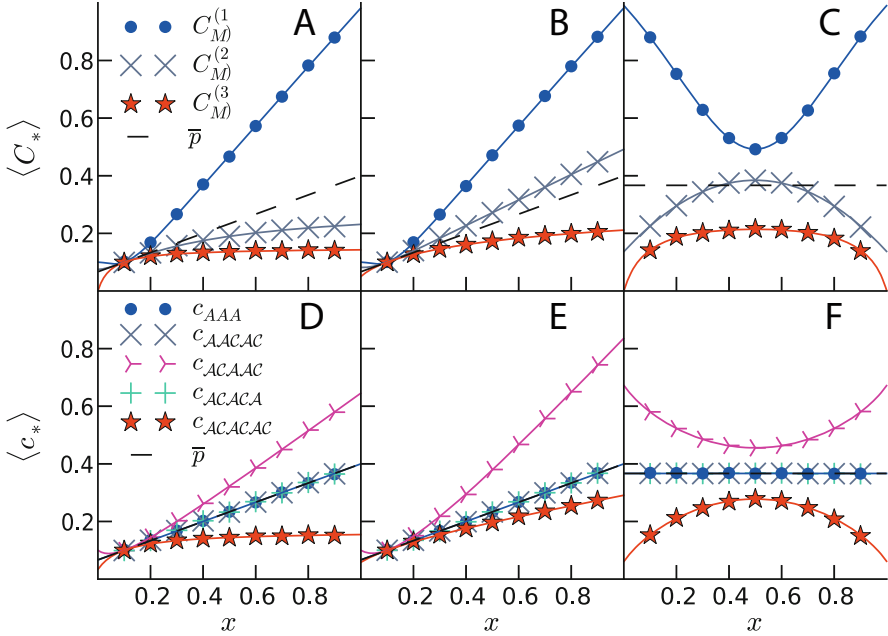 A B C
C_M)^(1
C_M)^(2
C_M)^(3
p̄
⟨C_*⟩
0.8
0.6
0.4
0.2
D E F
c_AAA
c_AACAC
c_ACAAC
c_ACACA
c_ACACAC
p̄
⟨c_*⟩
0.8
0.6
0.4
0.2
0.2 0.4 0.6 0.8 0.2 0.4 0.6 0.8 0.2 0.4 0.6 0.8
x x x